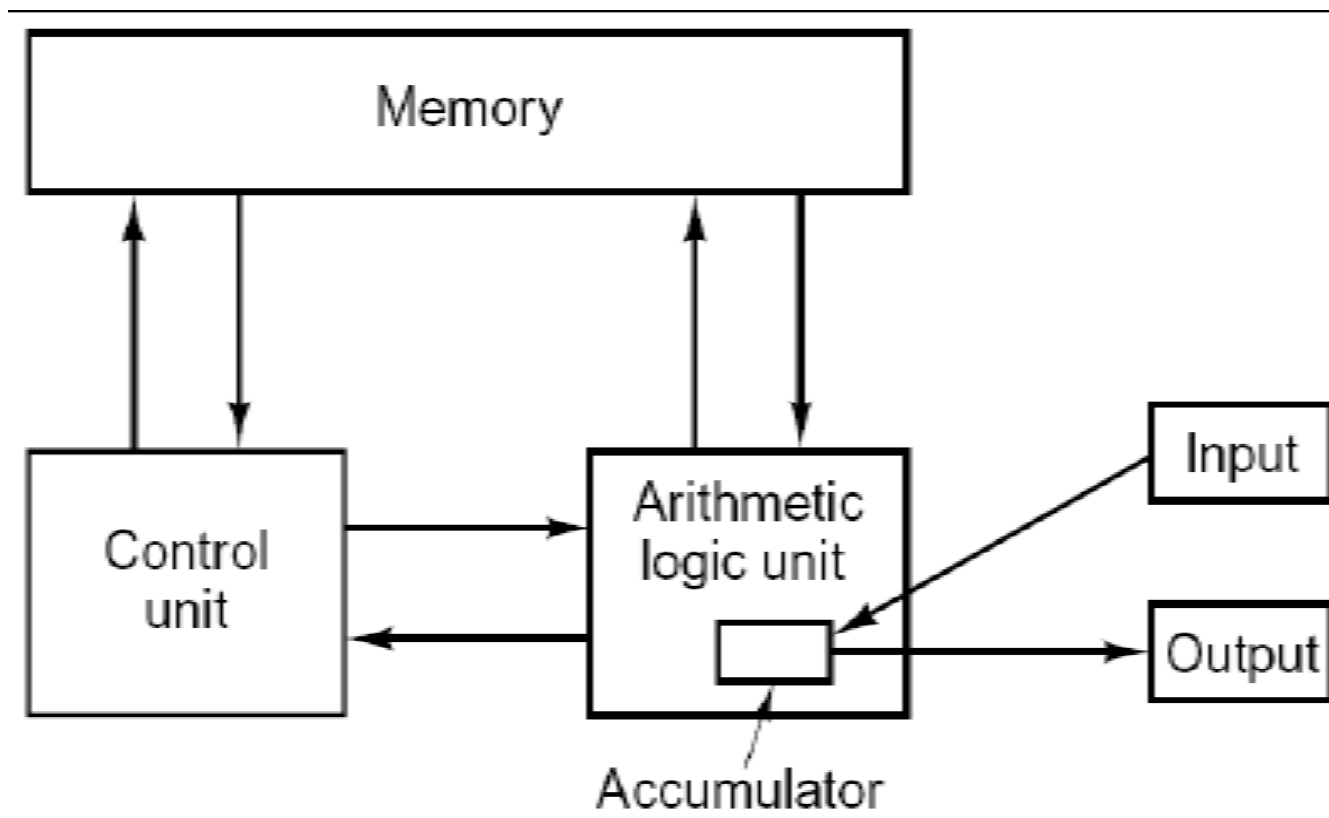 Memory
Control
unit
Arithmetic
logic unit
Input
Output
Accumulator